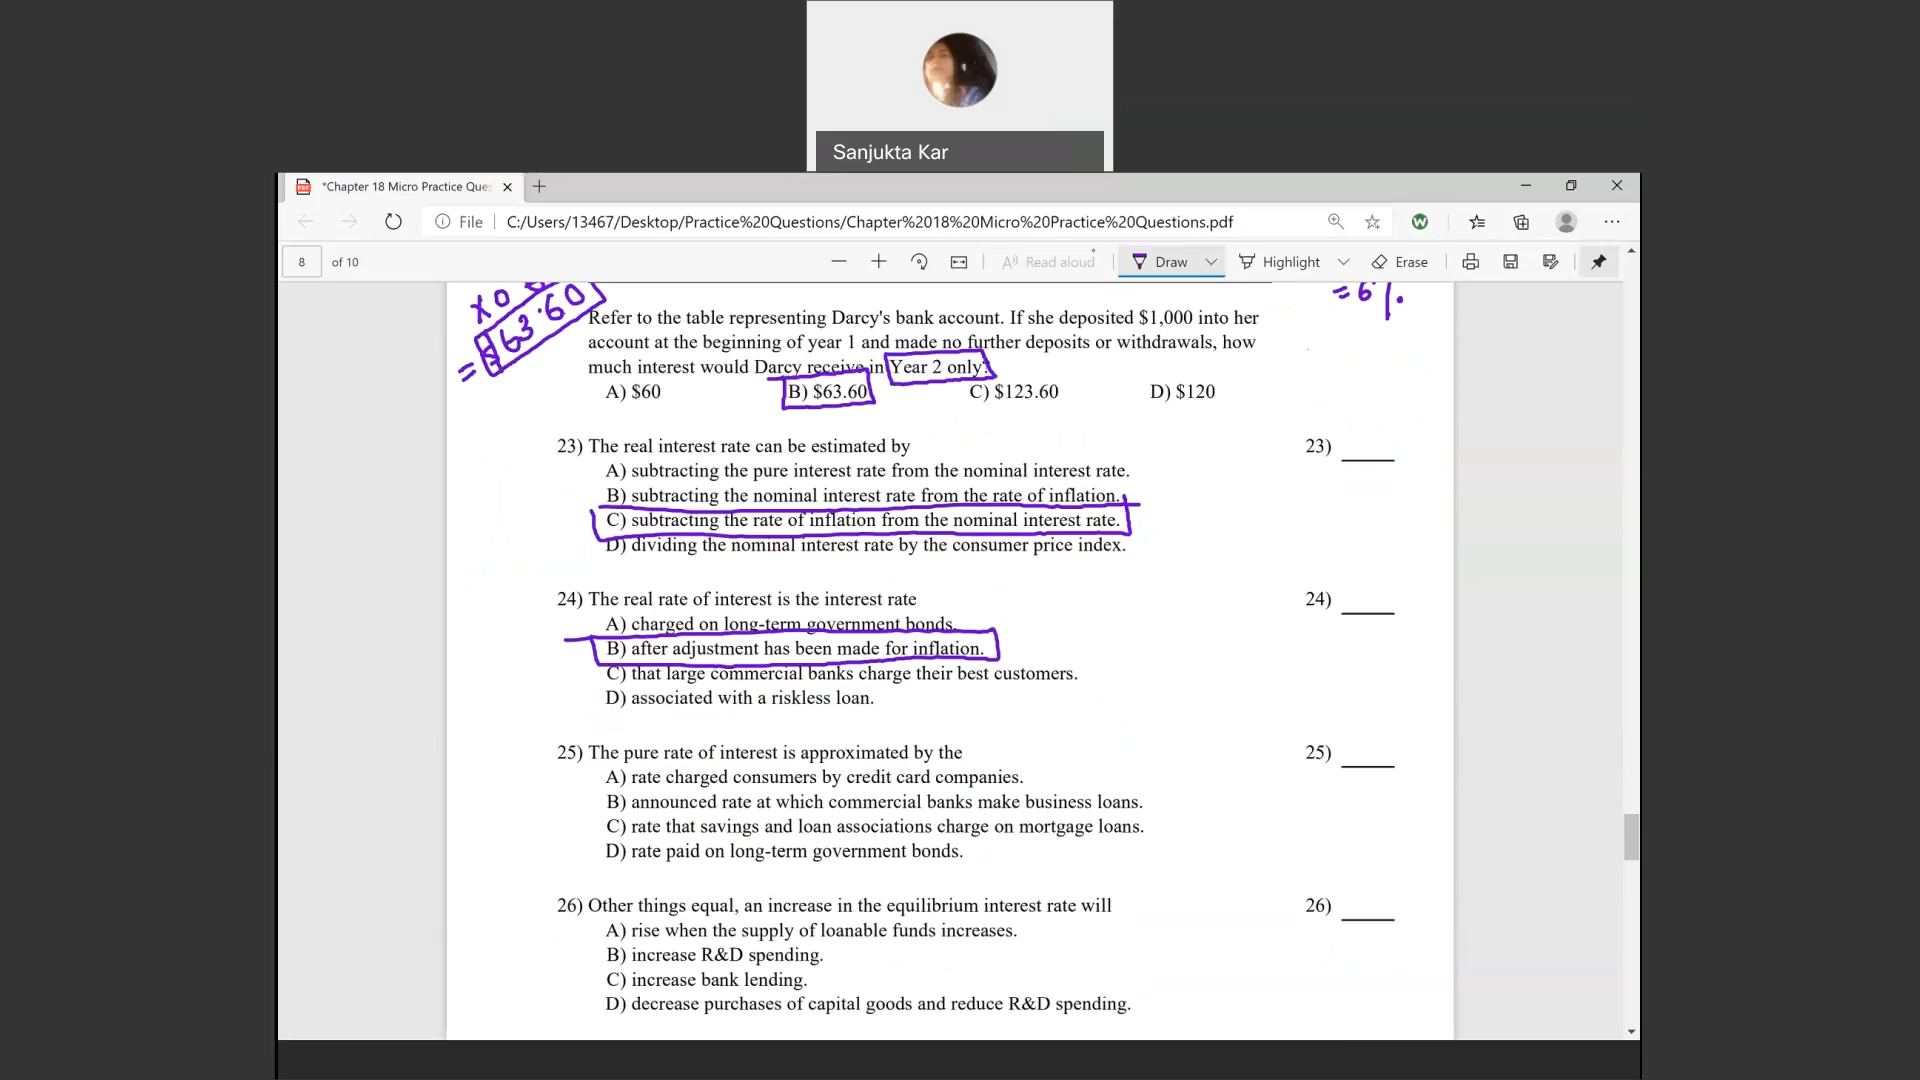 Sanjukta Kar
*Chapter 18 Micro Practice Ques
File C:/Users/13467/Desktop/Practice%20Questions/Chapter%2018%20Micro%20Practice%20Questions.pdf
8 of 10 Read aloud Draw Highlight Erase
x0
= $63.60
= 6%.
Refer to the table representing Darcy's bank account. If she deposited $1,000 into her
account at the beginning of year 1 and made no further deposits or withdrawals, how
much interest would Darcy receive in Year 2 only?
A) $60 B) $63.60 C) $123.60 D) $120
23) The real interest rate can be estimated by 23)
A) subtracting the pure interest rate from the nominal interest rate.
B) subtracting the nominal interest rate from the rate of inflation.
C) subtracting the rate of inflation from the nominal interest rate.
D) dividing the nominal interest rate by the consumer price index.
24) The real rate of interest is the interest rate 24)
A) charged on long-term government bonds.
B) after adjustment has been made for inflation.
C) that large commercial banks charge their best customers.
D) associated with a riskless loan.
25) The pure rate of interest is approximated by the 25)
A) rate charged consumers by credit card companies.
B) announced rate at which commercial banks make business loans.
C) rate that savings and loan associations charge on mortgage loans.
D) rate paid on long-term government bonds.
26) Other things equal, an increase in the equilibrium interest rate will 26)
A) rise when the supply of loanable funds increases.
B) increase R&D spending.
C) increase bank lending.
D) decrease purchases of capital goods and reduce R&D spending.